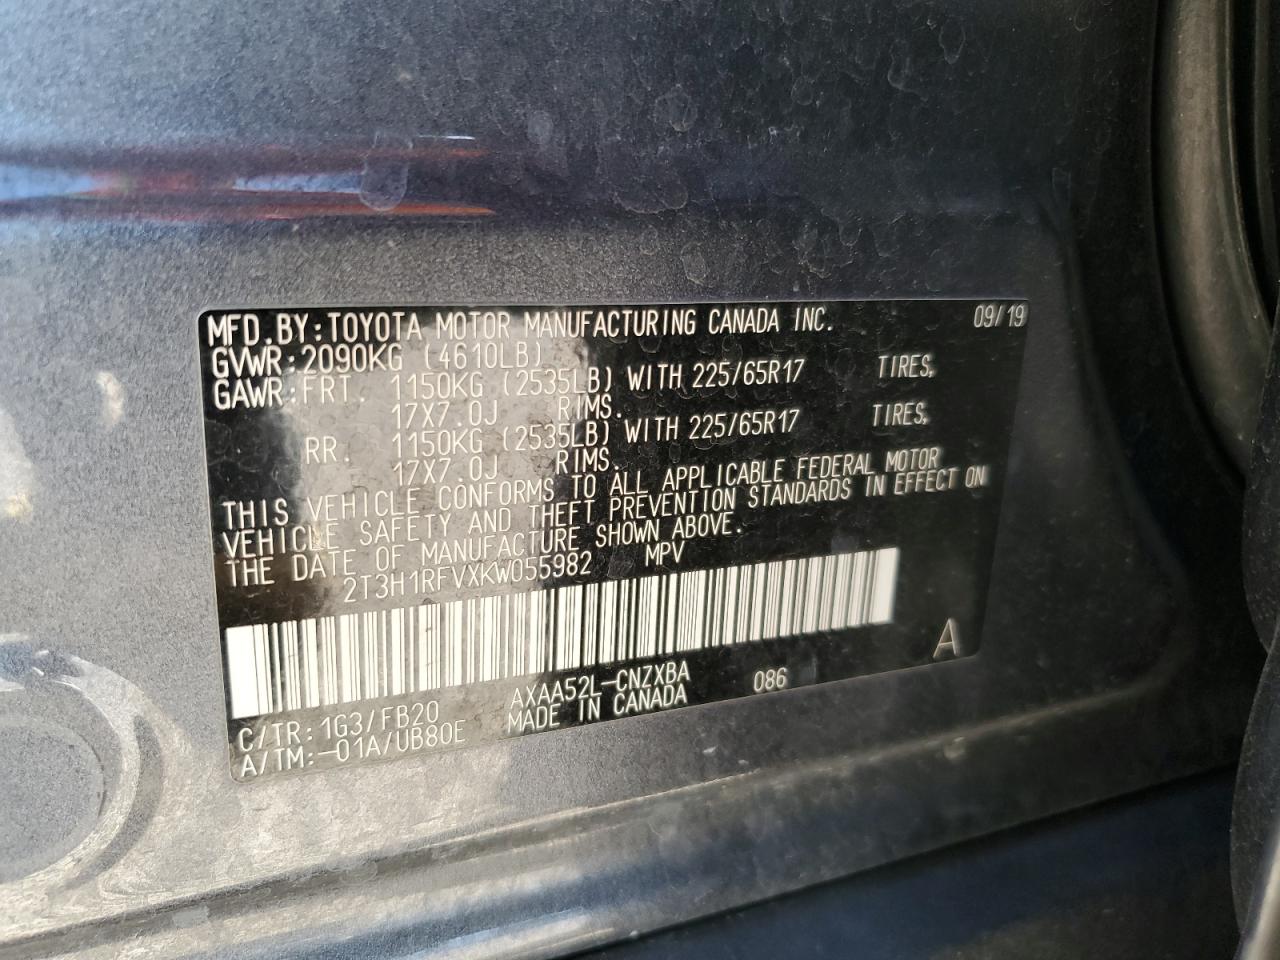 MFD.BY:TOYOTA MOTOR MANUFACTURING CANADA INC. 09/19
GVWR:2090KG (4610LB)
GAWR:FRT. 1150KG (2535LB) WITH 225/65R17 TIRES,
17X7.0J RIMS.
RR. 1150KG (2535LB) WITH 225/65R17 TIRES,
17X7.0J RIMS.
THIS VEHICLE CONFORMS TO ALL APPLICABLE FEDERAL MOTOR
VEHICLE SAFETY AND THEFT PREVENTION STANDARDS IN EFFECT ON
THE DATE OF MANUFACTURE SHOWN ABOVE.
2T3H1RFVXKW055982 MPV
A
C/TR:1G3/FB20 AXAA52L-CNZXBA 086
A/TM:-01A/UB80E MADE IN CANADA